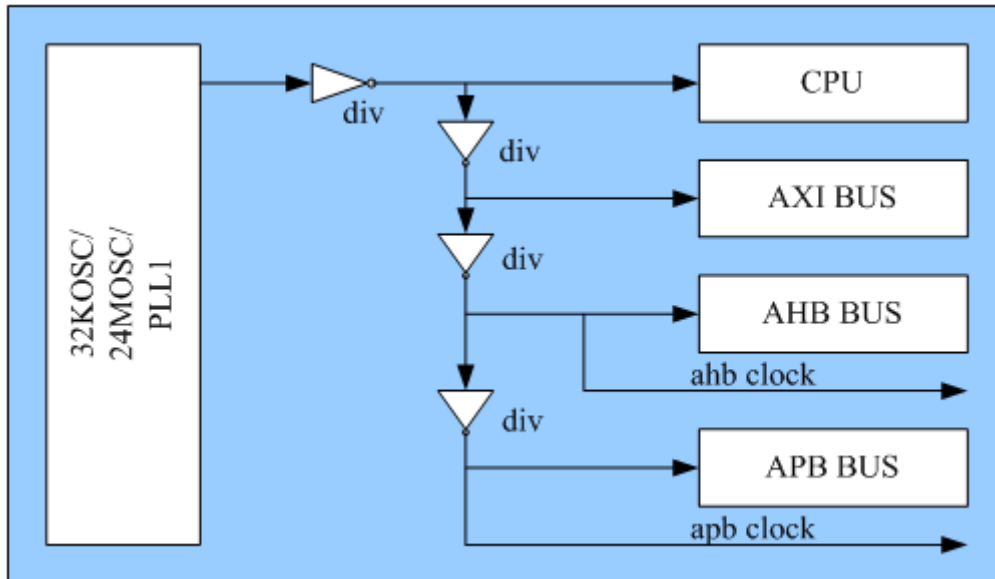 32KOSC/
24MOSC/
PLL1
div
CPU
div
AXI BUS
div
AHB BUS
ahb clock
div
APB BUS
apb clock